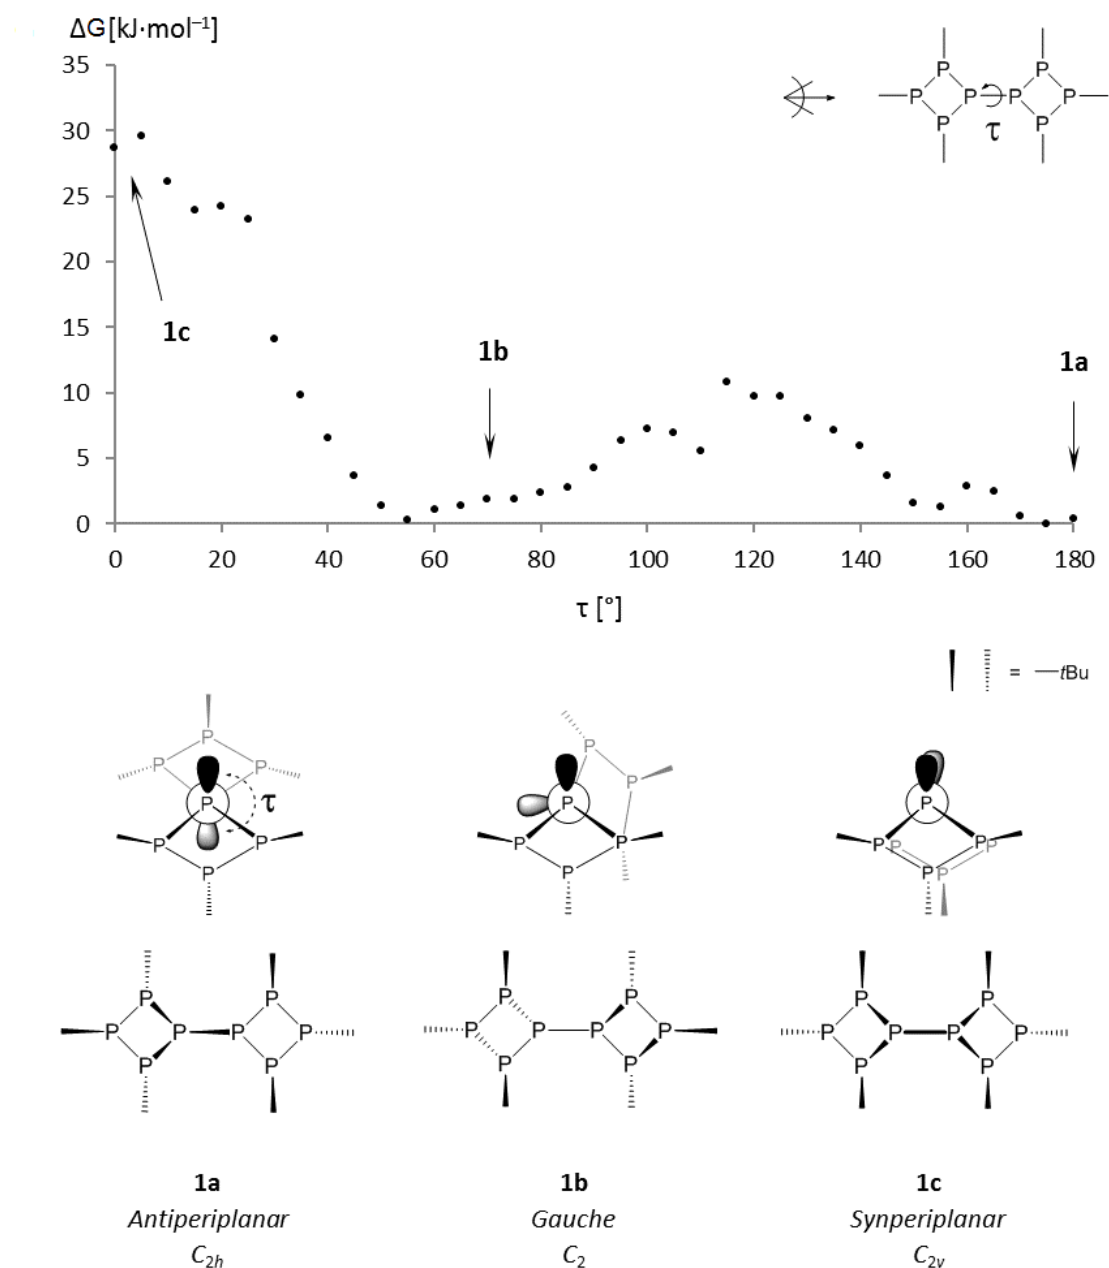 ΔG[kJ·mol⁻¹]
35
30
25
20
15
10
5
0
0 20 40 60 80 100 120 140 160 180
τ [°]
1c
1b
1a
P P
P P P P
P P
τ
= —tBu
P
P P
P τ
P P
P
P
P
P
P P
P
P
P P P P
P P
P P
P P P P
P P
P P
P P P P
P P
P P
P P P P
P P
1a 1b 1c
Antiperiplanar Gauche Synperiplanar
C2h C2 C2v